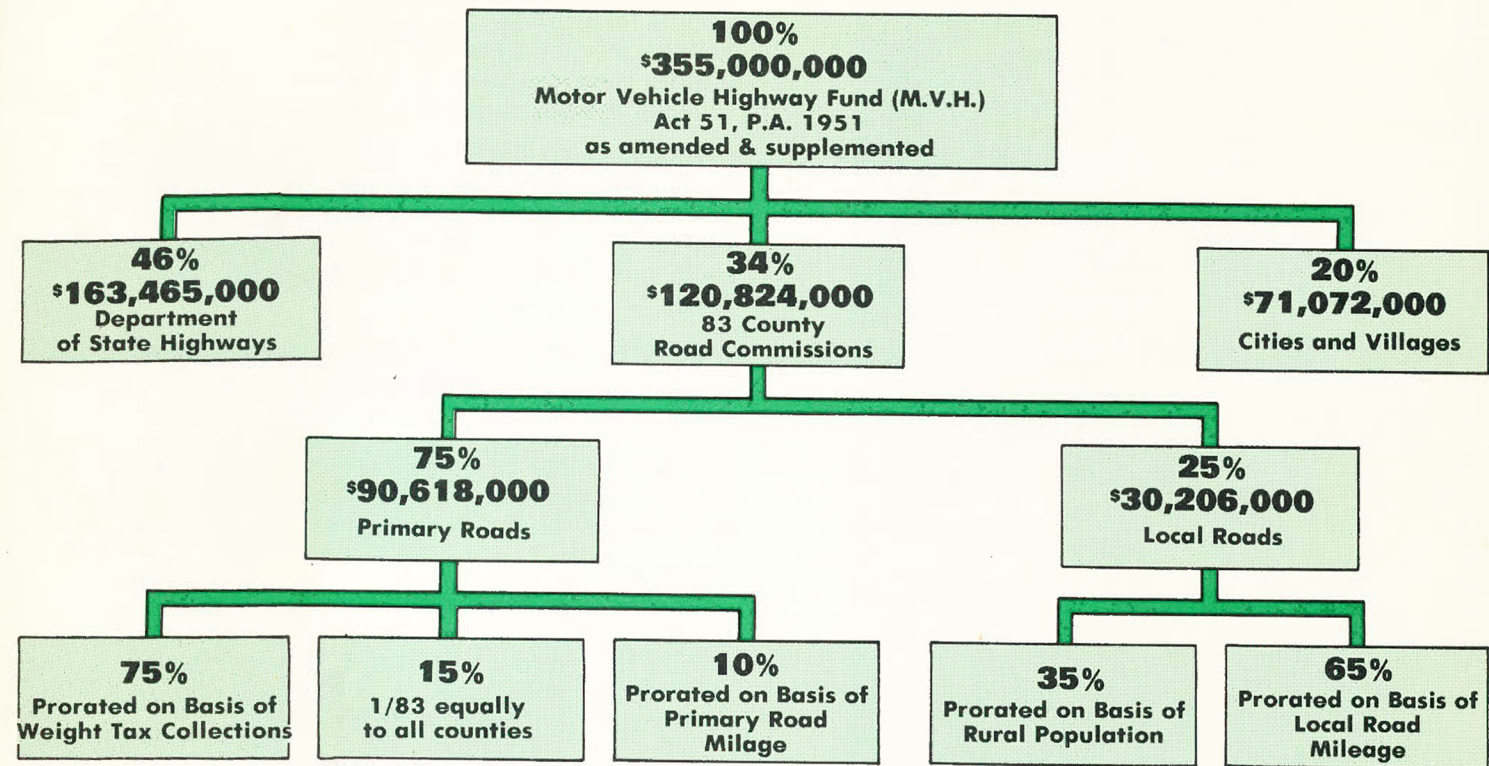 100%
$355,000,000
Motor Vehicle Highway Fund (M.V.H.)
Act 51, P.A. 1951
as amended & supplemented
46%
$163,465,000
Department
of State Highways
34%
$120,824,000
83 County
Road Commissions
20%
$71,072,000
Cities and Villages
75%
$90,618,000
Primary Roads
25%
$30,206,000
Local Roads
75%
Prorated on Basis of
Weight Tax Collections
15%
1/83 equally
to all counties
10%
Prorated on Basis of
Primary Road
Milage
35%
Prorated on Basis of
Rural Population
65%
Prorated on Basis of
Local Road
Mileage